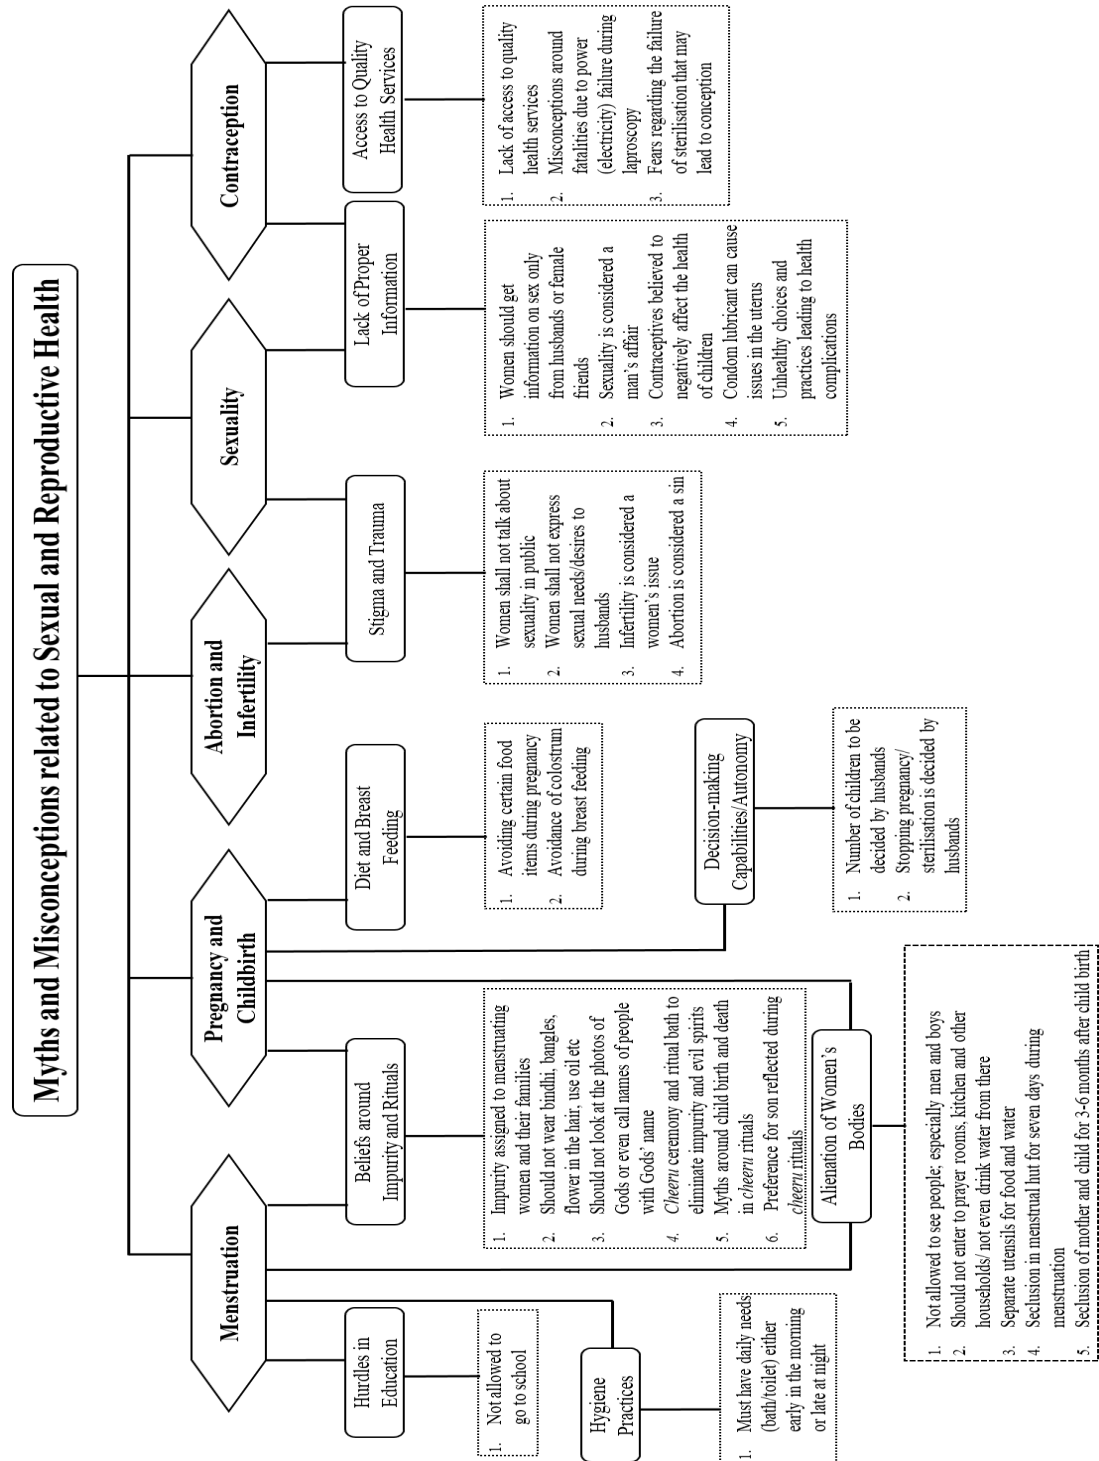 Myths and Misconceptions related to Sexual and Reproductive Health
Menstruation
Pregnancy and
Childbirth
Abortion and
Infertility
Sexuality
Contraception
Hurdles in
Education
Beliefs around
Impurity and Rituals
Diet and Breast
Feeding
Stigma and Trauma
Lack of Proper
Information
Access to Quality
Health Services
1. Not allowed to
go to school
1. Impurity assigned to menstruating
women and their families
2. Should not wear bindhi, bangles,
flower in the hair, use oil etc
3. Should not look at the photos of
Gods or even call names of people
with Gods' name
4. Cheeru ceremony and ritual bath to
eliminate impurity and evil spirits
5. Myths around child birth and death
in cheeru rituals
6. Preference for son reflected during
cheeru rituals
1. Avoiding certain food
items during pregnancy
2. Avoidance of colostrum
during breast feeding
1. Women shall not talk about
sexuality in public
2. Women shall not express
sexual needs/desires to
husbands
3. Infertility is considered a
women's issue
4. Abortion is considered a sin
1. Women should get
information on sex only
from husbands or female
friends
2. Sexuality is considered a
man's affair
3. Contraceptives believed to
negatively affect the health
of children
4. Condom lubricant can cause
issues in the uterus
5. Unhealthy choices and
practices leading to health
complications
1. Lack of access to quality
health services
2. Misconceptions around
fatalities due to power
(electricity) failure during
laproscopy
3. Fears regarding the failure
of sterilisation that may
lead to conception
Hygiene
Practices
1. Must have daily needs
(bath/toilet) either
early in the morning
or late at night
Decision-making
Capabilities/Autonomy
1. Number of children to be
decided by husbands
2. Stopping pregnancy/
sterilisation is decided by
husbands
Alienation of Women's
Bodies
1. Not allowed to see people; especially men and boys
2. Should not enter to prayer rooms, kitchen and other
households/ not even drink water from there
3. Separate utensils for food and water
4. Seclusion in menstrual hut for seven days during
menstruation
5. Seclusion of mother and child for 3-6 months after child birth